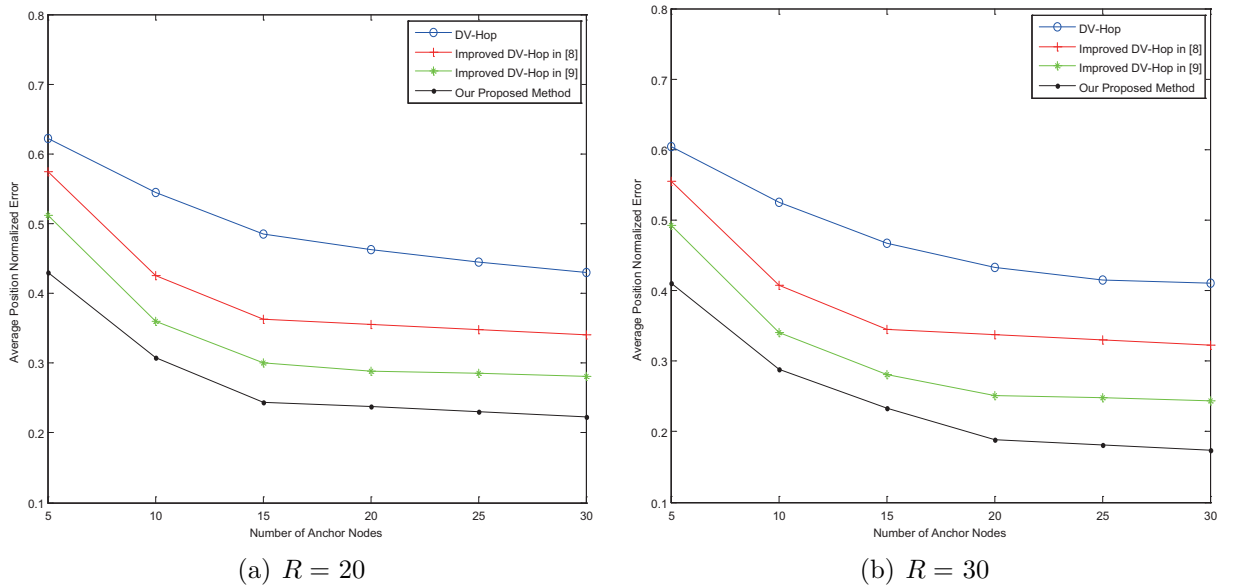 0.8
0.7
0.6
0.5
0.4
0.3
0.2
0.1
5
10
15
20
25
30
Average Position Normalized Error
Number of Anchor Nodes
DV-Hop
Improved DV-Hop in [8]
Improved DV-Hop in [9]
Our Proposed Method
(a) R = 20
0.8
0.7
0.6
0.5
0.4
0.3
0.2
0.1
5
10
15
20
25
30
Average Position Normalized Error
Number of Anchor Nodes
DV-Hop
Improved DV-Hop in [8]
Improved DV-Hop in [9]
Our Proposed Method
(b) R = 30